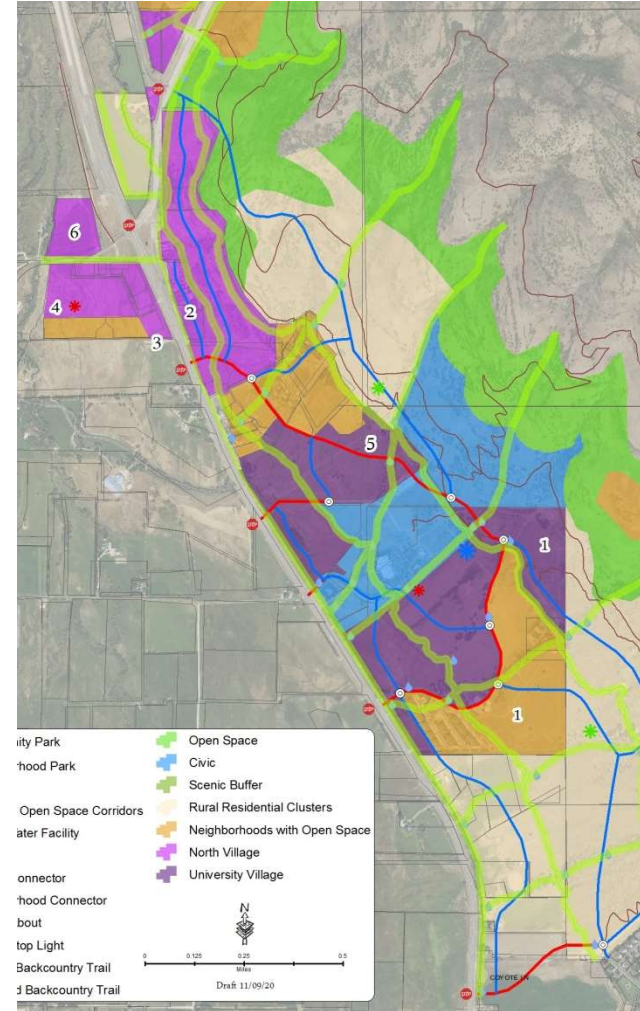 6
4
2
3
5
1
1
COYOTE LN
ity Park
rhood Park
Open Space Corridors
ater Facility
onnector
rhood Connector
bout
top Light
Backcountry Trail
d Backcountry Trail
Open Space
Civic
Scenic Buffer
Rural Residential Clusters
Neighborhoods with Open Space
North Village
University Village
N
0 0.125 0.25 0.5
Miles
Draft 11/09/20